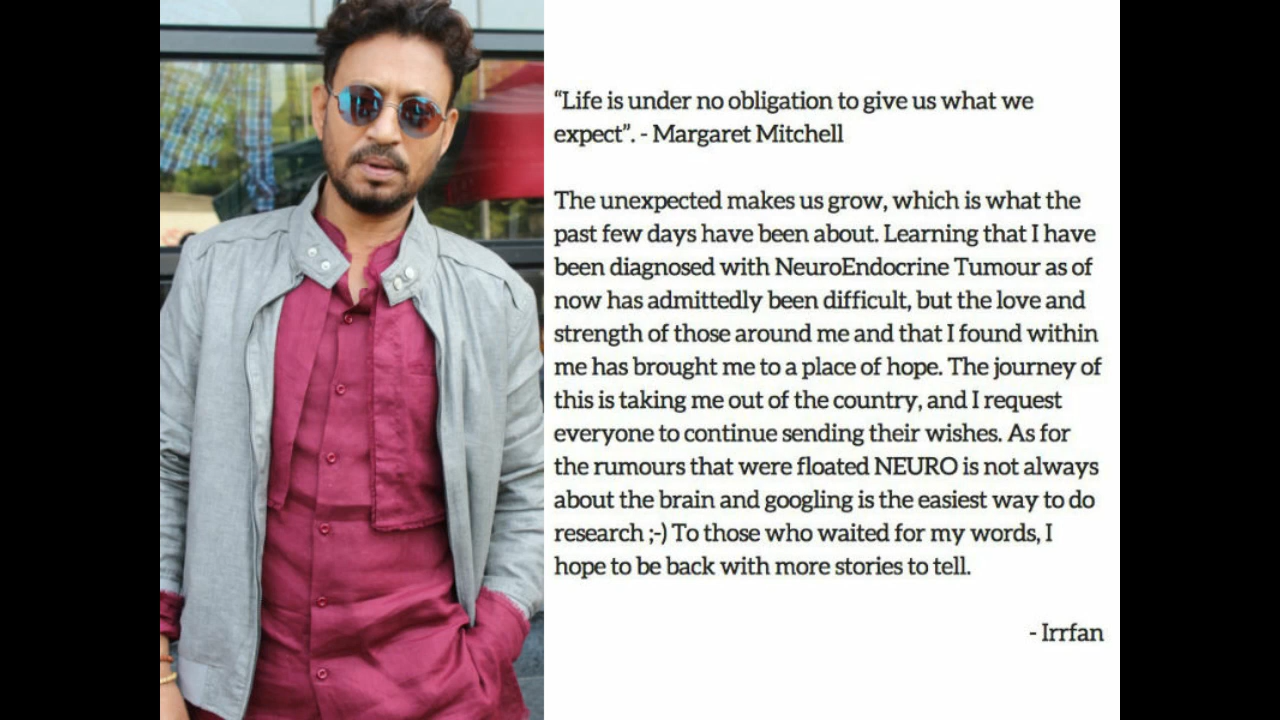 “Life is under no obligation to give us what we
expect”. - Margaret Mitchell
The unexpected makes us grow, which is what the
past few days have been about. Learning that I have
been diagnosed with NeuroEndocrine Tumour as of
now has admittedly been difficult, but the love and
strength of those around me and that I found within
me has brought me to a place of hope. The journey of
this is taking me out of the country, and I request
everyone to continue sending their wishes. As for
the rumours that were floated NEURO is not always
about the brain and googling is the easiest way to do
research ;-) To those who waited for my words, I
hope to be back with more stories to tell.
- Irrfan